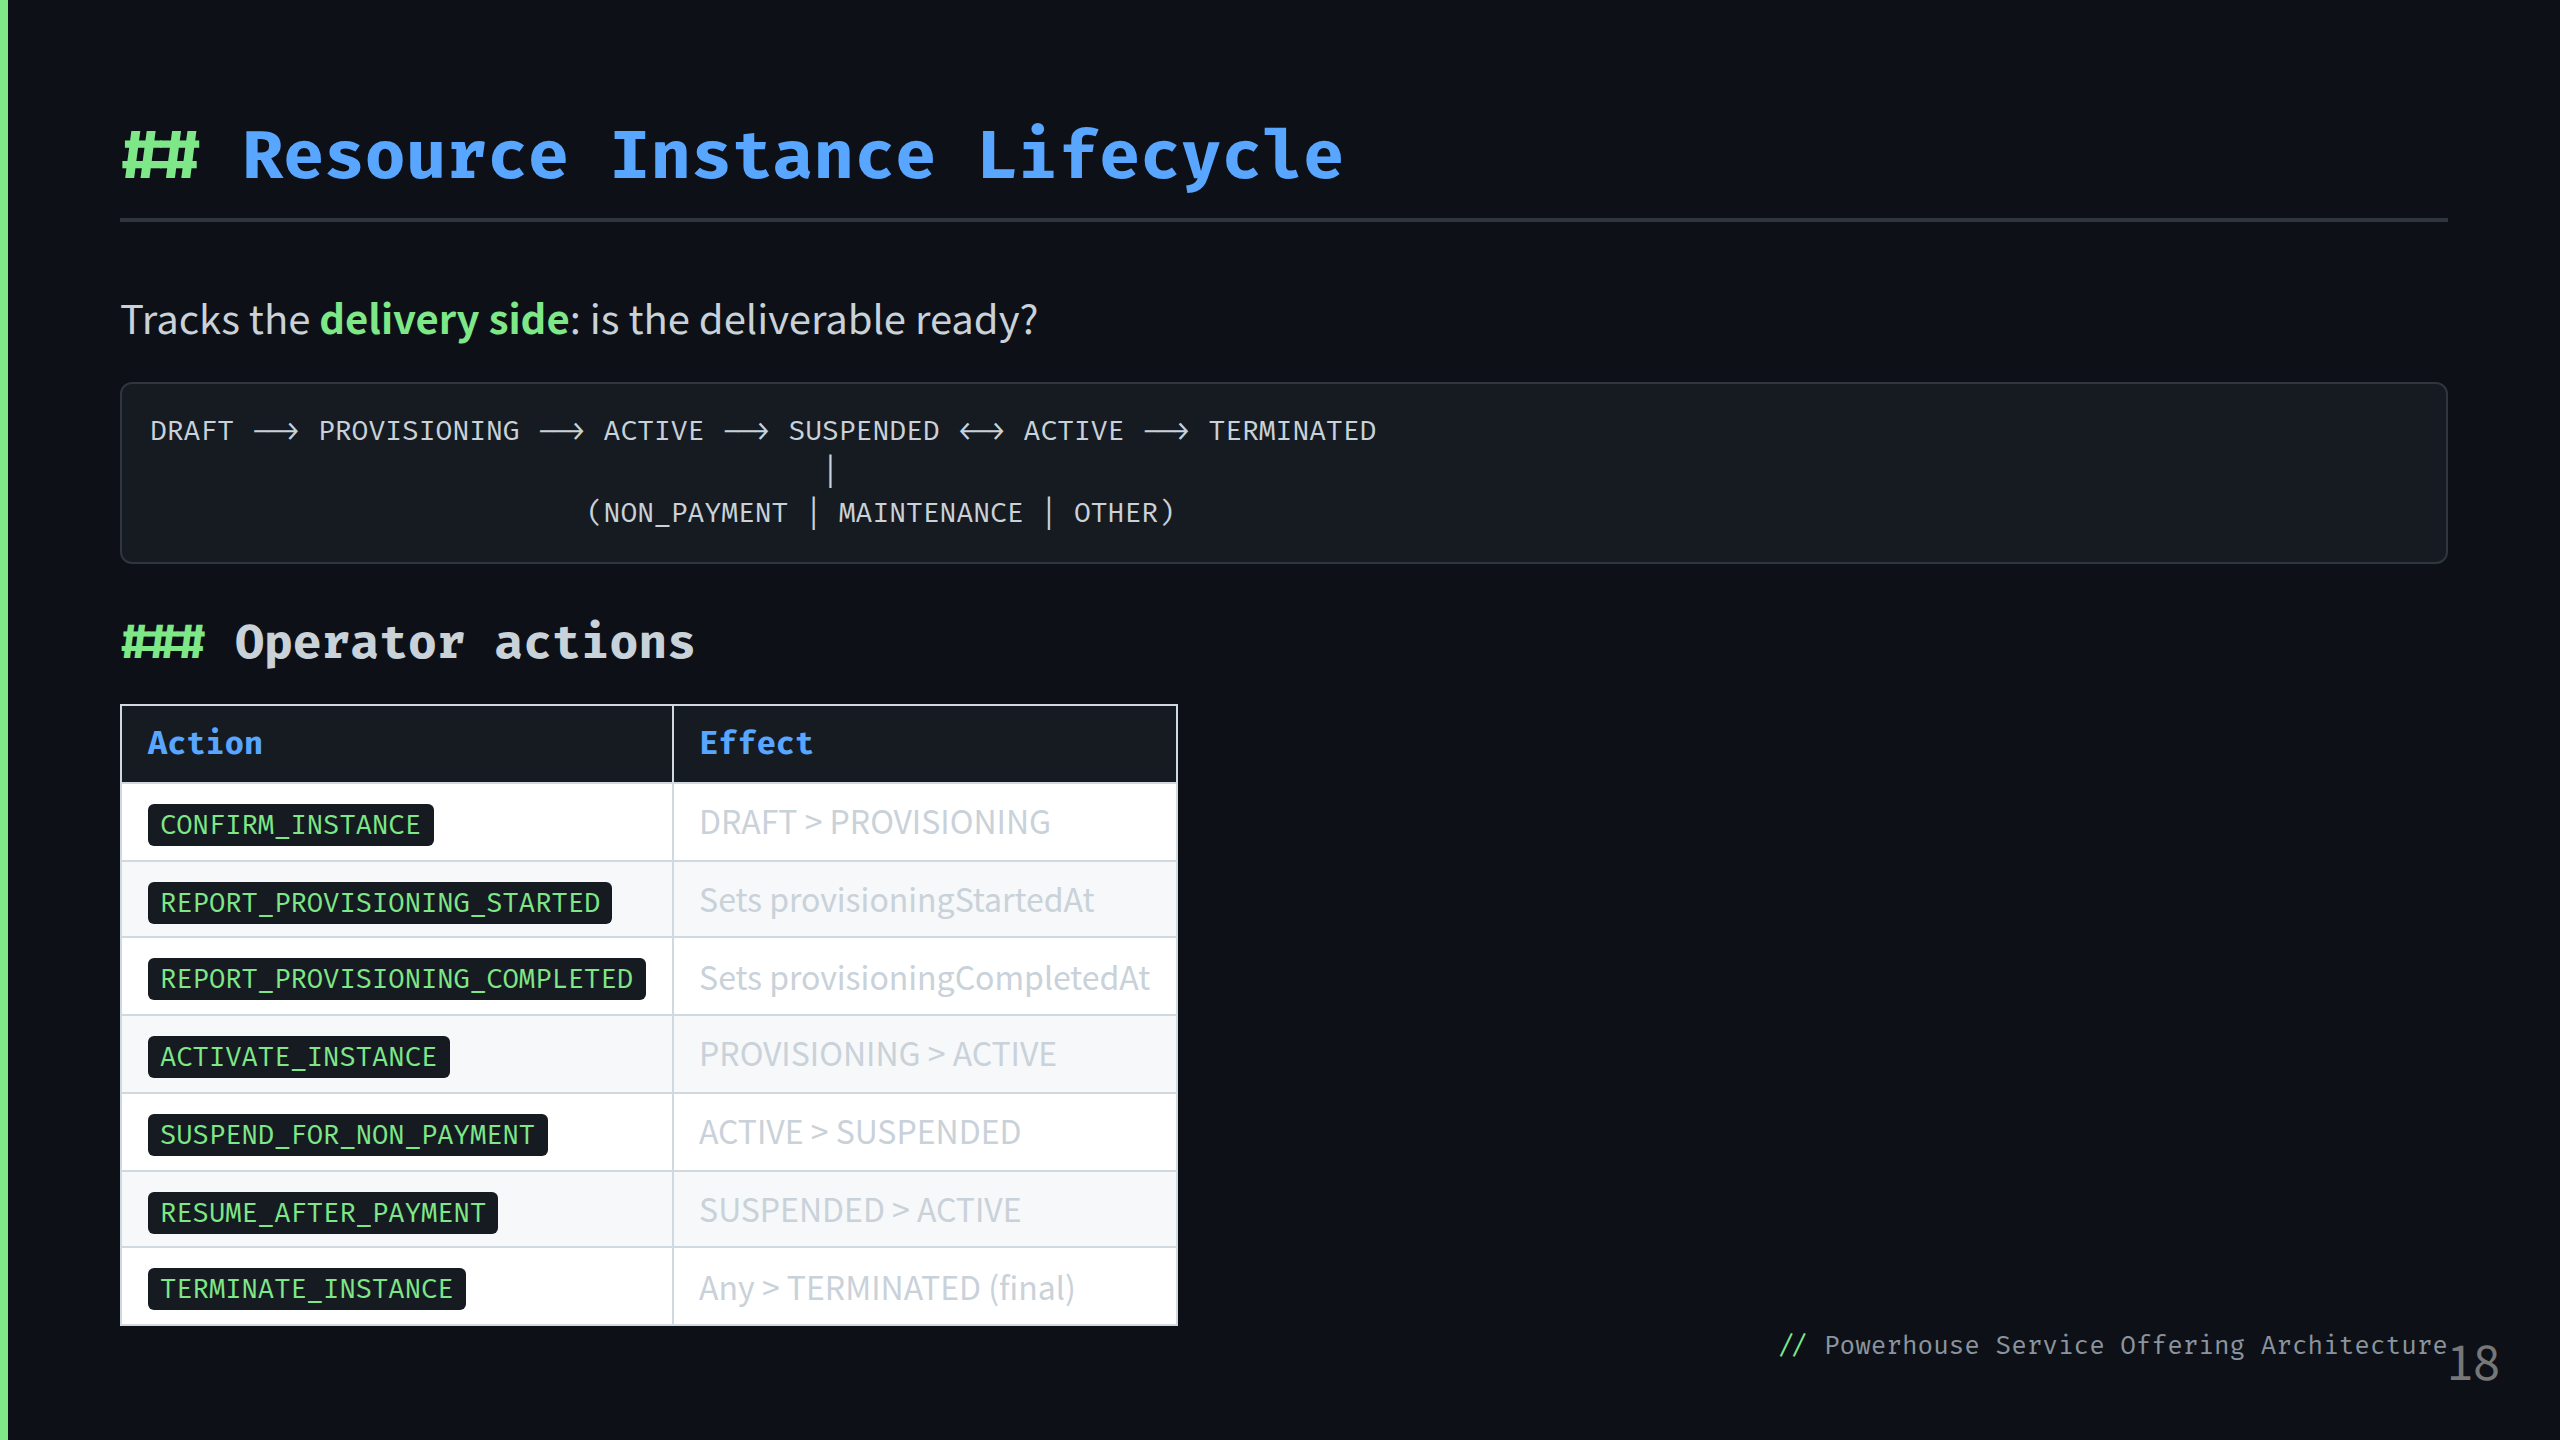 ## Resource Instance Lifecycle
Tracks the delivery side: is the deliverable ready?
DRAFT ⟶ PROVISIONING ⟶ ACTIVE ⟶ SUSPENDED ⟷ ACTIVE ⟶ TERMINATED
|
(NON_PAYMENT | MAINTENANCE | OTHER)
### Operator actions
Action Effect
CONFIRM_INSTANCE DRAFT > PROVISIONING
REPORT_PROVISIONING_STARTED Sets provisioningStartedAt
REPORT_PROVISIONING_COMPLETED Sets provisioningCompletedAt
ACTIVATE_INSTANCE PROVISIONING > ACTIVE
SUSPEND_FOR_NON_PAYMENT ACTIVE > SUSPENDED
RESUME_AFTER_PAYMENT SUSPENDED > ACTIVE
TERMINATE_INSTANCE Any > TERMINATED (final)
// Powerhouse Service Offering Architecture
18